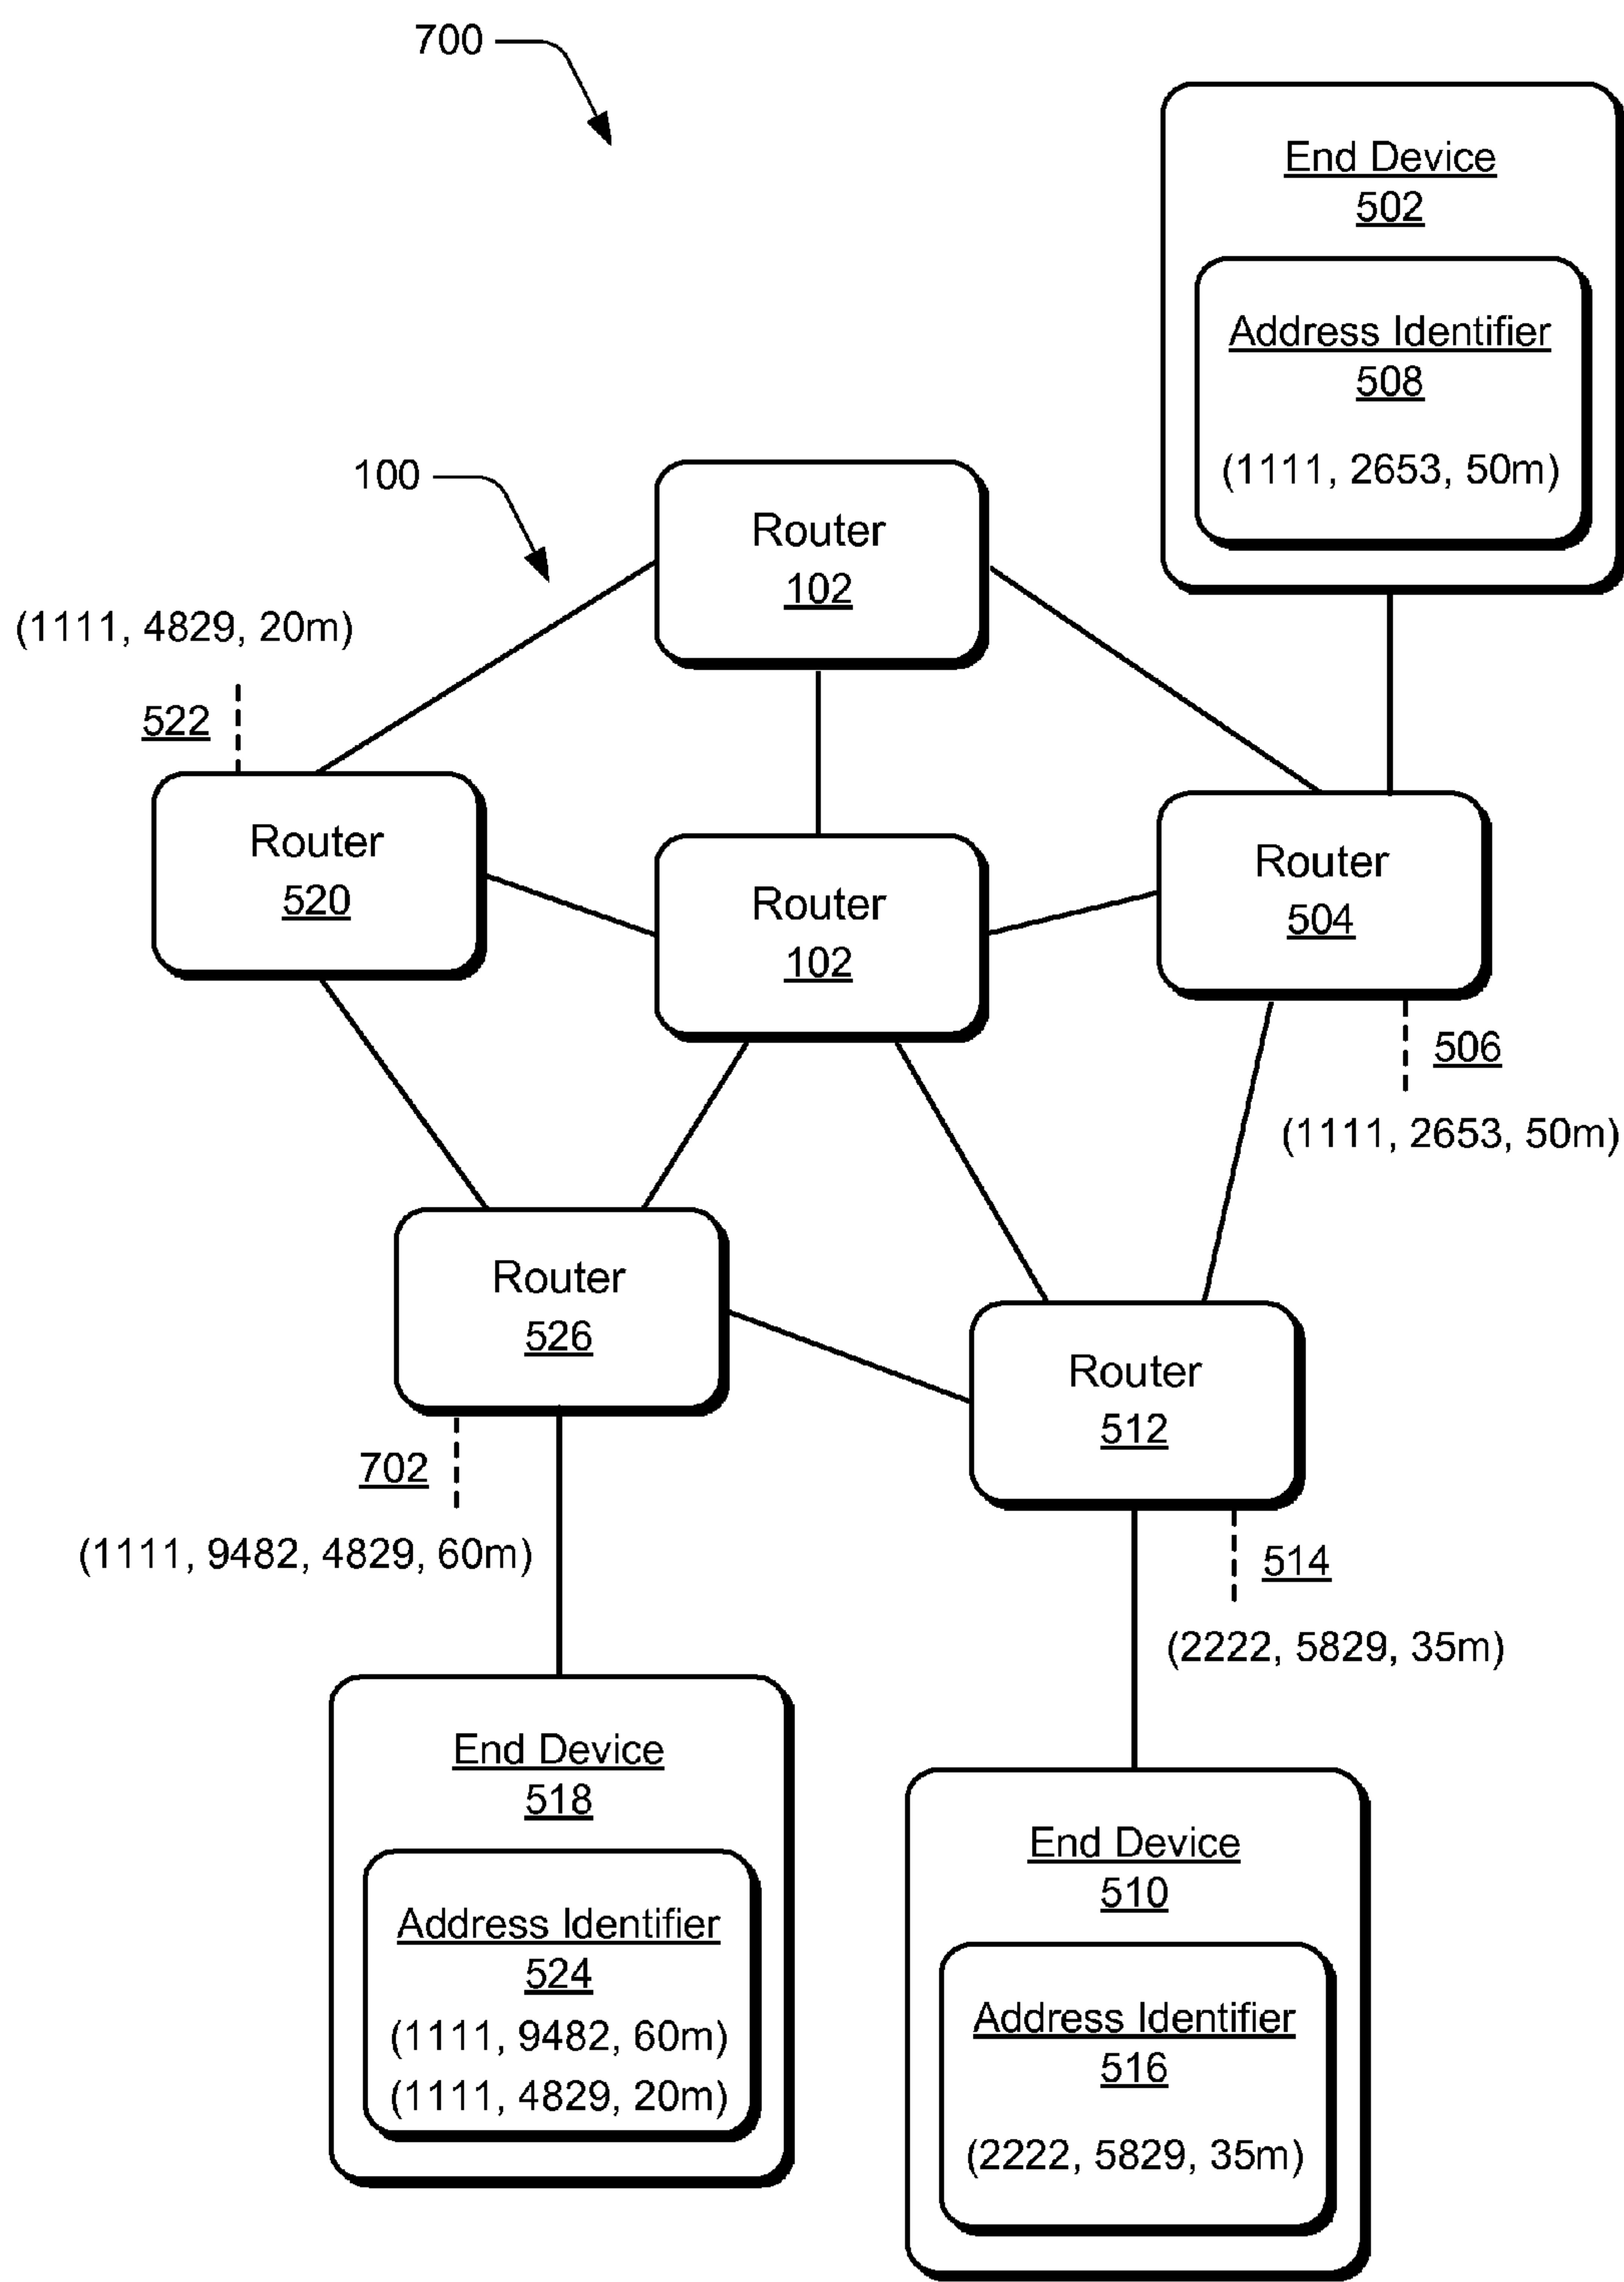 700
End Device
502
Address Identifier
508
(1111, 2653, 50m)
100
Router
102
(1111, 4829, 20m)
522
Router
520
Router
102
Router
504
506
(1111, 2653, 50m)
Router
526
Router
512
702
(1111, 9482, 4829, 60m)
514
(2222, 5829, 35m)
End Device
518
Address Identifier
524
(1111, 9482, 60m)
(1111, 4829, 20m)
End Device
510
Address Identifier
516
(2222, 5829, 35m)